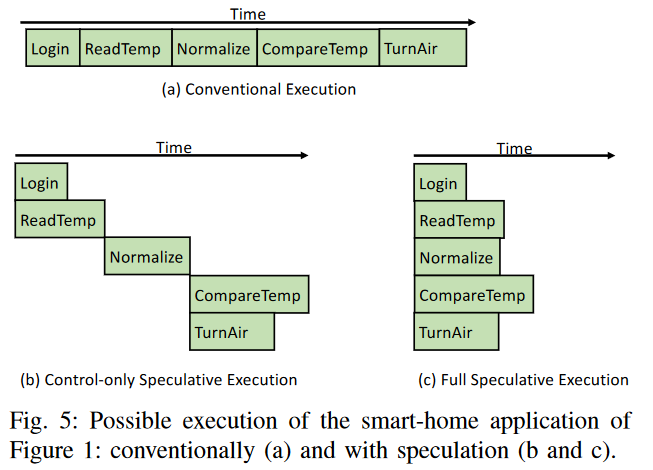 Time
Login ReadTemp Normalize CompareTemp TurnAir
(a) Conventional Execution
Time
Login
ReadTemp
Normalize
CompareTemp
TurnAir
(b) Control-only Speculative Execution
Time
Login
ReadTemp
Normalize
CompareTemp
TurnAir
(c) Full Speculative Execution
Fig. 5: Possible execution of the smart-home application of
Figure 1: conventionally (a) and with speculation (b and c).